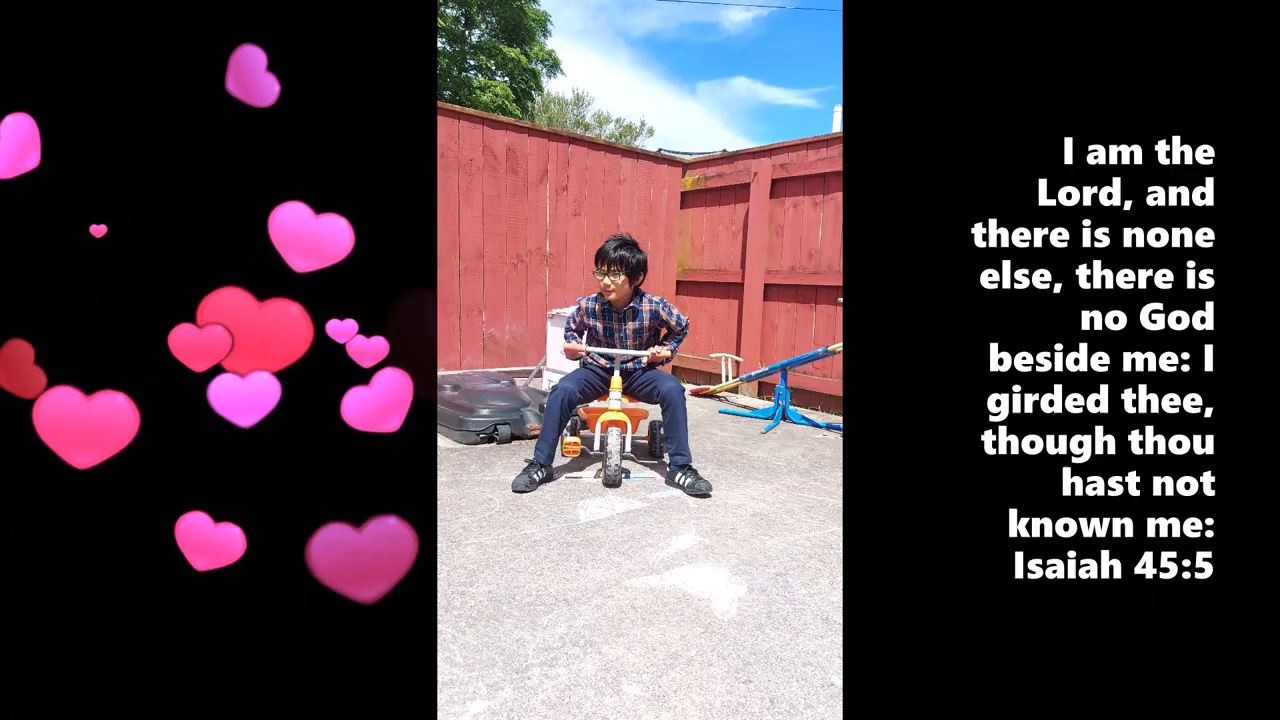 I am the
Lord, and
there is none
else, there is
no God
beside me: I
girded thee,
though thou
hast not
known me:
Isaiah 45:5